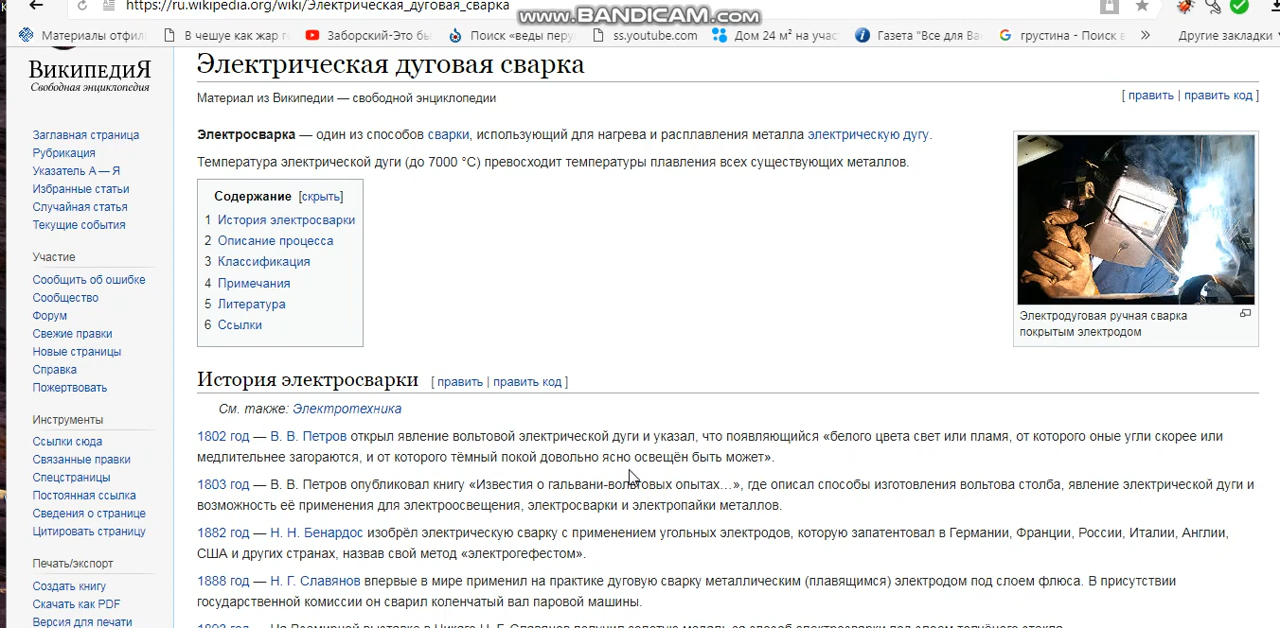 https://ru.wikipedia.org/wiki/Электрическая_дуговая_сварка
www.BANDICAM.com
Материалы отфил
В чешуе как жар г
Заборский-Это бы
Поиск «веды перу
ss.youtube.com
Дом 24 м² на учас
Газета "Все для Ва
грустина - Поиск в
»
Другие закладки
ВикипедиЯ
Свободная энциклопедия
Заглавная страница
Рубрикация
Указатель А — Я
Избранные статьи
Случайная статья
Текущие события
Участие
Сообщить об ошибке
Сообщество
Форум
Свежие правки
Новые страницы
Справка
Пожертвовать
Инструменты
Ссылки сюда
Связанные правки
Спецстраницы
Постоянная ссылка
Сведения о странице
Цитировать страницу
Печать/экспорт
Создать книгу
Скачать как PDF
Версия для печати
Электрическая дуговая сварка
Материал из Википедии — свободной энциклопедии
[ править | править код ]
Электросварка — один из способов сварки, использующий для нагрева и расплавления металла электрическую дугу.
Температура электрической дуги (до 7000 °C) превосходит температуры плавления всех существующих металлов.
Содержание [скрыть]
1 История электросварки
2 Описание процесса
3 Классификация
4 Примечания
5 Литература
6 Ссылки
Электродуговая ручная сварка
покрытым электродом
История электросварки [ править | править код ]
См. также: Электротехника
1802 год — В. В. Петров открыл явление вольтовой электрической дуги и указал, что появляющийся «белого цвета свет или пламя, от которого оные угли скорее или
медлительнее загораются, и от которого тёмный покой довольно ясно освещён быть может».
1803 год — В. В. Петров опубликовал книгу «Известия о гальвани-вольтовых опытах…», где описал способы изготовления вольтова столба, явление электрической дуги и
возможность её применения для электроосвещения, электросварки и электропайки металлов.
1882 год — Н. Н. Бенардос изобрёл электрическую сварку с применением угольных электродов, которую запатентовал в Германии, Франции, России, Италии, Англии,
США и других странах, назвав свой метод «электрогефестом».
1888 год — Н. Г. Славянов впервые в мире применил на практике дуговую сварку металлическим (плавящимся) электродом под слоем флюса. В присутствии
государственной комиссии он сварил коленчатый вал паровой машины.